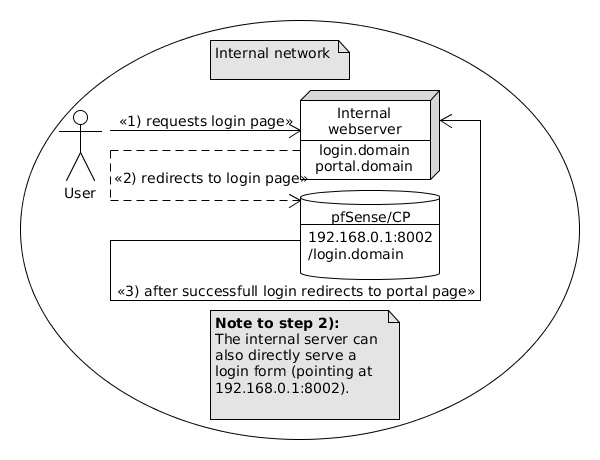 Internal network
«1) requests login page»
Internal
webserver
login.domain
portal.domain
User
«2) redirects to login page»
pfSense/CP
192.168.0.1:8002
/login.domain
«3) after successfull login redirects to portal page»
Note to step 2):
The internal server can
also directly serve a
login form (pointing at
192.168.0.1:8002).